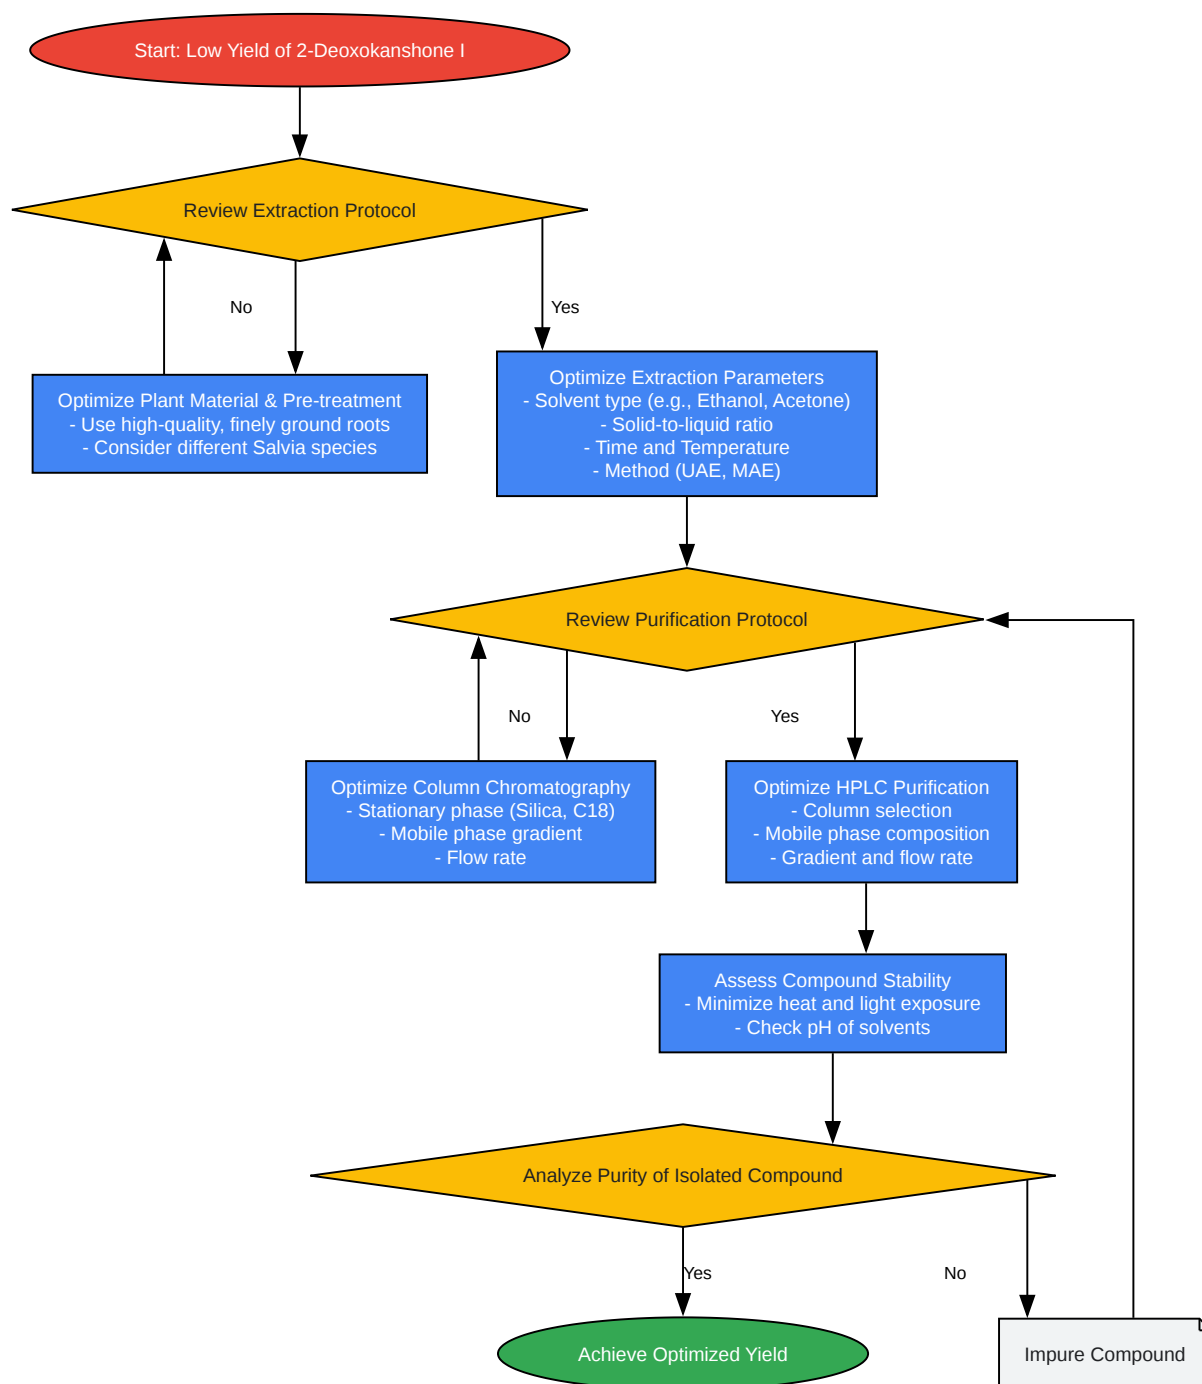 Start: Low Yield of 2-Deoxokanshone I
Review Extraction Protocol
No
Yes
Optimize Plant Material & Pre-treatment
- Use high-quality, finely ground roots
- Consider different Salvia species
Optimize Extraction Parameters
- Solvent type (e.g., Ethanol, Acetone)
- Solid-to-liquid ratio
- Time and Temperature
- Method (UAE, MAE)
Review Purification Protocol
No
Yes
Optimize Column Chromatography
- Stationary phase (Silica, C18)
- Mobile phase gradient
- Flow rate
Optimize HPLC Purification
- Column selection
- Mobile phase composition
- Gradient and flow rate
Assess Compound Stability
- Minimize heat and light exposure
- Check pH of solvents
Analyze Purity of Isolated Compound
Yes
No
Achieve Optimized Yield
Impure Compound